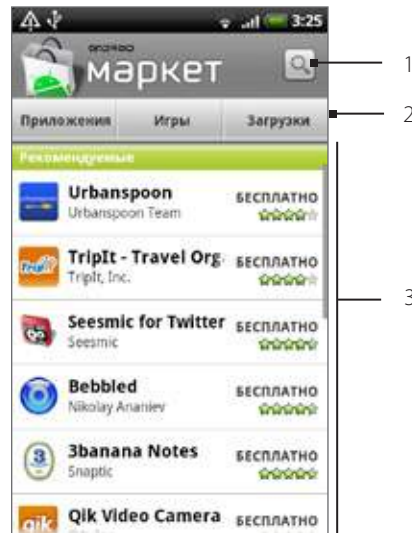 3:25
ANDROID
маркет
1
Приложения Игры Загрузки
2
Рекомендуемые
Urbanspoon
Urbanspoon Team
БЕСПЛАТНО
TripIt - Travel Org
TripIt, Inc.
БЕСПЛАТНО
3
Seesmic for Twitter
Seesmic
БЕСПЛАТНО
Bebbled
Nikolay Ananiev
БЕСПЛАТНО
3banana Notes
Snaptic
БЕСПЛАТНО
Qik Video Camera
БЕСПЛАТНО
qik